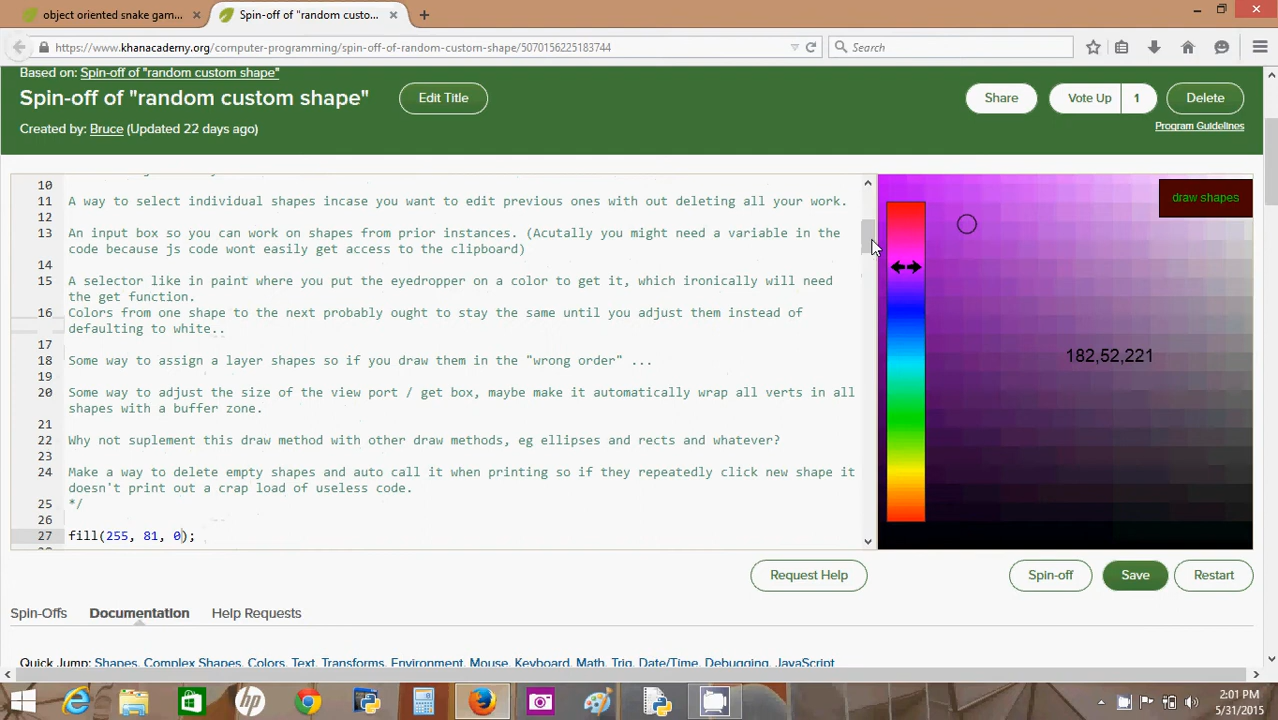 object oriented snake gam...
Spin-off of "random custo...
https://www.khanacademy.org/computer-programming/spin-off-of-random-custom-shape/5070156225183744
Search
Based on: Spin-off of "random custom shape"
Spin-off of "random custom shape"
Edit Title
Share
Vote Up 1
Delete
Created by: Bruce (Updated 22 days ago)
Program Guidelines
10
11 A way to select individual shapes incase you want to edit previous ones with out deleting all your work.
12
13 An input box so you can work on shapes from prior instances. (Acutally you might need a variable in the
code because js code wont easily get access to the clipboard)
14
15 A selector like in paint where you put the eyedropper on a color to get it, which ironically will need
the get function.
16 Colors from one shape to the next probably ought to stay the same until you adjust them instead of
defaulting to white..
17
18 Some way to assign a layer shapes so if you draw them in the "wrong order" ...
19
20 Some way to adjust the size of the view port / get box, maybe make it automatically wrap all verts in all
shapes with a buffer zone.
21
22 Why not suplement this draw method with other draw methods, eg ellipses and rects and whatever?
23
24 Make a way to delete empty shapes and auto call it when printing so if they repeatedly click new shape it
doesn't print out a crap load of useless code.
25 */
26
27 fill(255, 81, 0);
draw shapes
182,52,221
Request Help
Spin-off
Save
Restart
Spin-Offs
Documentation
Help Requests
Quick Jump: Shapes, Complex Shapes, Colors, Text, Transforms, Environment, Mouse, Keyboard, Math, Trig, Date/Time, Debugging, JavaScript
2:01 PM
5/31/2015